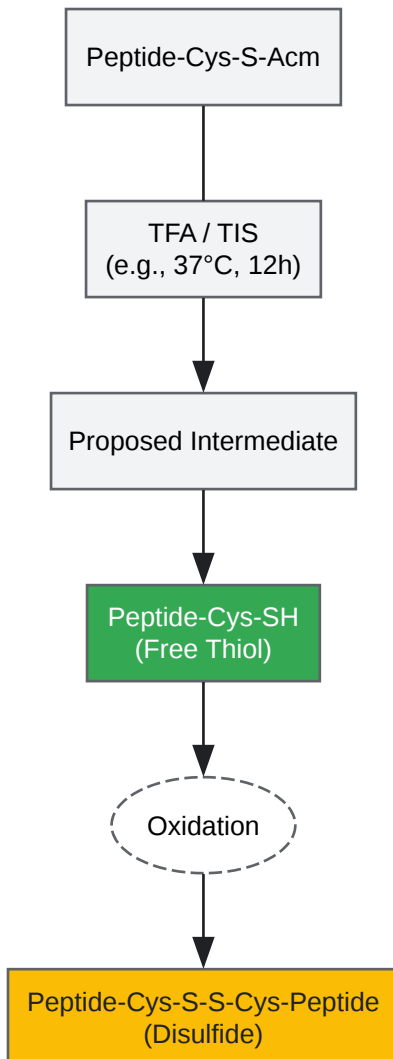 Peptide-Cys-S-Acm
TFA / TIS
(e.g., 37°C, 12h)
Proposed Intermediate
Peptide-Cys-SH
(Free Thiol)
Oxidation
Peptide-Cys-S-S-Cys-Peptide
(Disulfide)